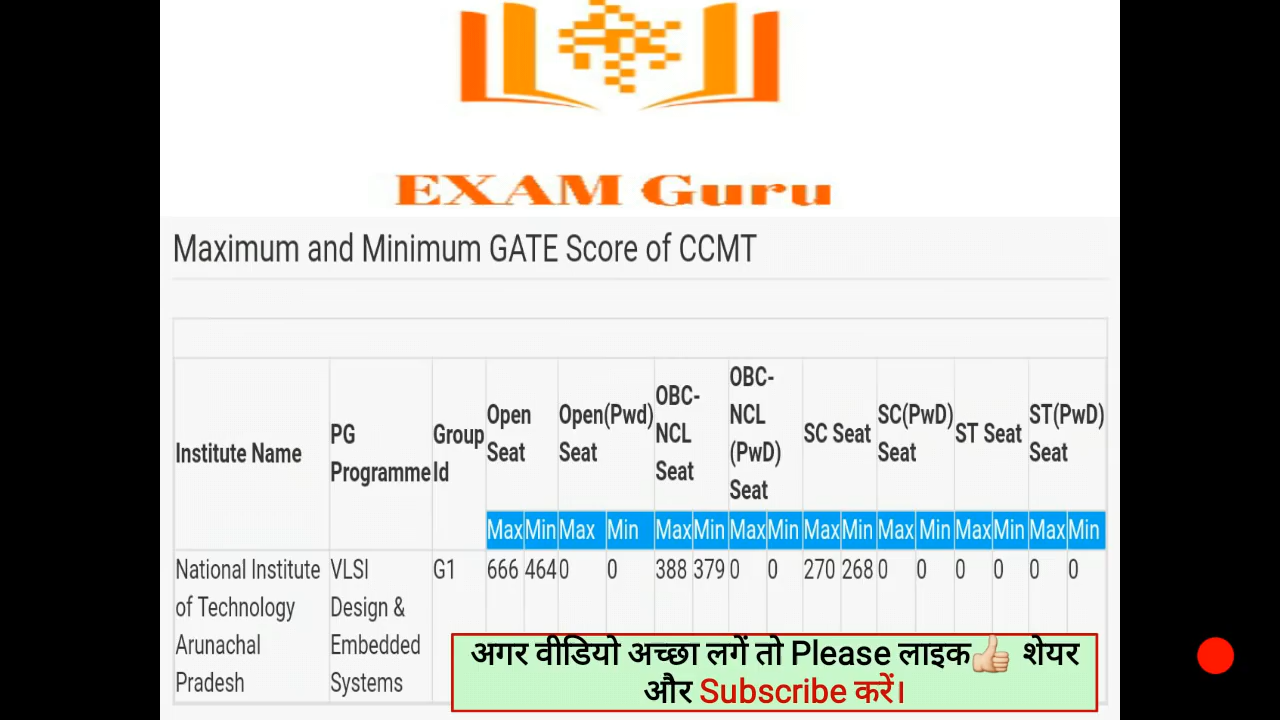 EXAM Guru
Maximum and Minimum GATE Score of CCMT
Institute Name PG Programme Group Id Open Seat Open(Pwd) Seat OBC-NCL Seat OBC-NCL (PwD) Seat SC Seat SC(PwD) Seat ST Seat ST(PwD) Seat
Max Min Max Min Max Min Max Min Max Min Max Min Max Min Max Min
National Institute VLSI G1 666 464 0 0 388 379 0 0 270 268 0 0 0 0 0 0
of Technology Design &
Arunachal Embedded
Pradesh Systems
अगर वीडियो अच्छा लगें तो Please लाइक👍🏻 शेयर
और Subscribe करें।